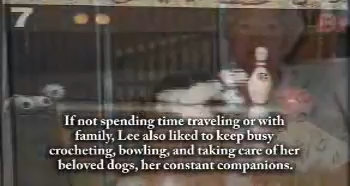 7
If not spending time traveling or with
family, Lee also liked to keep busy
crocheting, bowling, and taking care of her
beloved dogs, her constant companions.